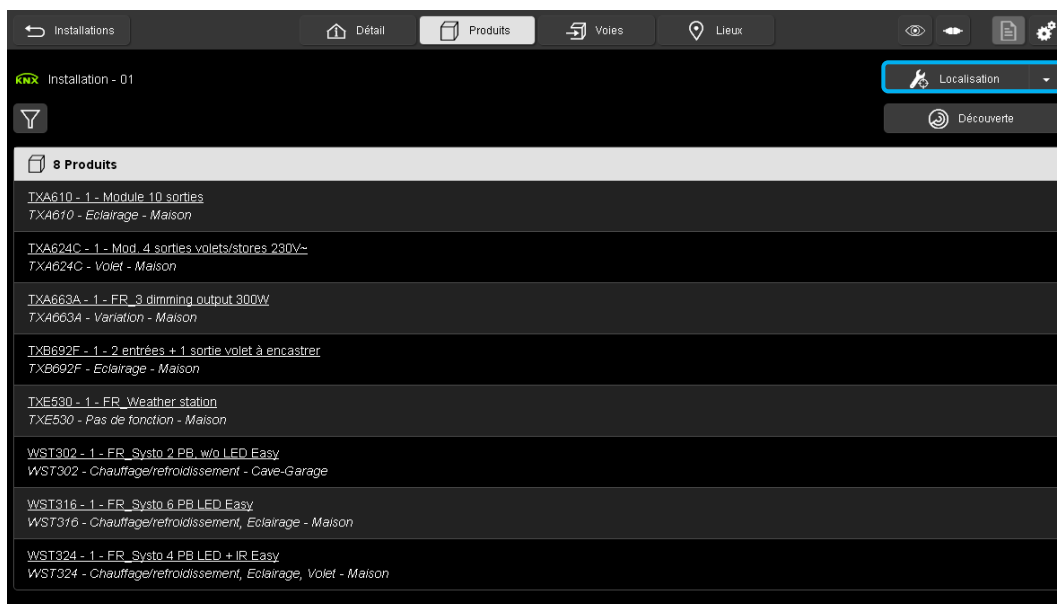 Installations
Détail
Produits
Voies
Lieux
KNX Installation - 01
Localisation
Découverte
8 Produits
TXA610 - 1 - Module 10 sorties
TXA610 - Eclairage - Maison
TXA624C - 1 - Mod. 4 sorties volets/stores 230V~
TXA624C - Volet - Maison
TXA663A - 1 - FR_3 dimming output 300W
TXA663A - Variation - Maison
TXB692F - 1 - 2 entrées + 1 sortie volet à encastrer
TXB692F - Eclairage - Maison
TXE530 - 1 - FR_Weather station
TXE530 - Pas de fonction - Maison
WST302 - 1 - FR_Systo 2 PB, w/o LED Easy
WST302 - Chauffage/refroidissement - Cave-Garage
WST316 - 1 - FR_Systo 6 PB LED Easy
WST316 - Chauffage/refroidissement, Eclairage - Maison
WST324 - 1 - FR_Systo 4 PB LED + IR Easy
WST324 - Chauffage/refroidissement, Eclairage, Volet - Maison